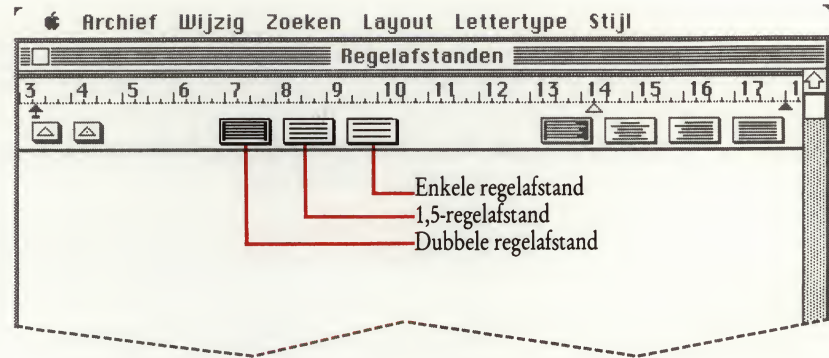 Archief Wijzig Zoeken Layout Lettertype Stijl
Regelafstanden
3 4 5 6 7 8 9 10 11 12 13 14 15 16 17 1
Enkele regelafstand
1,5-regelafstand
Dubbele regelafstand